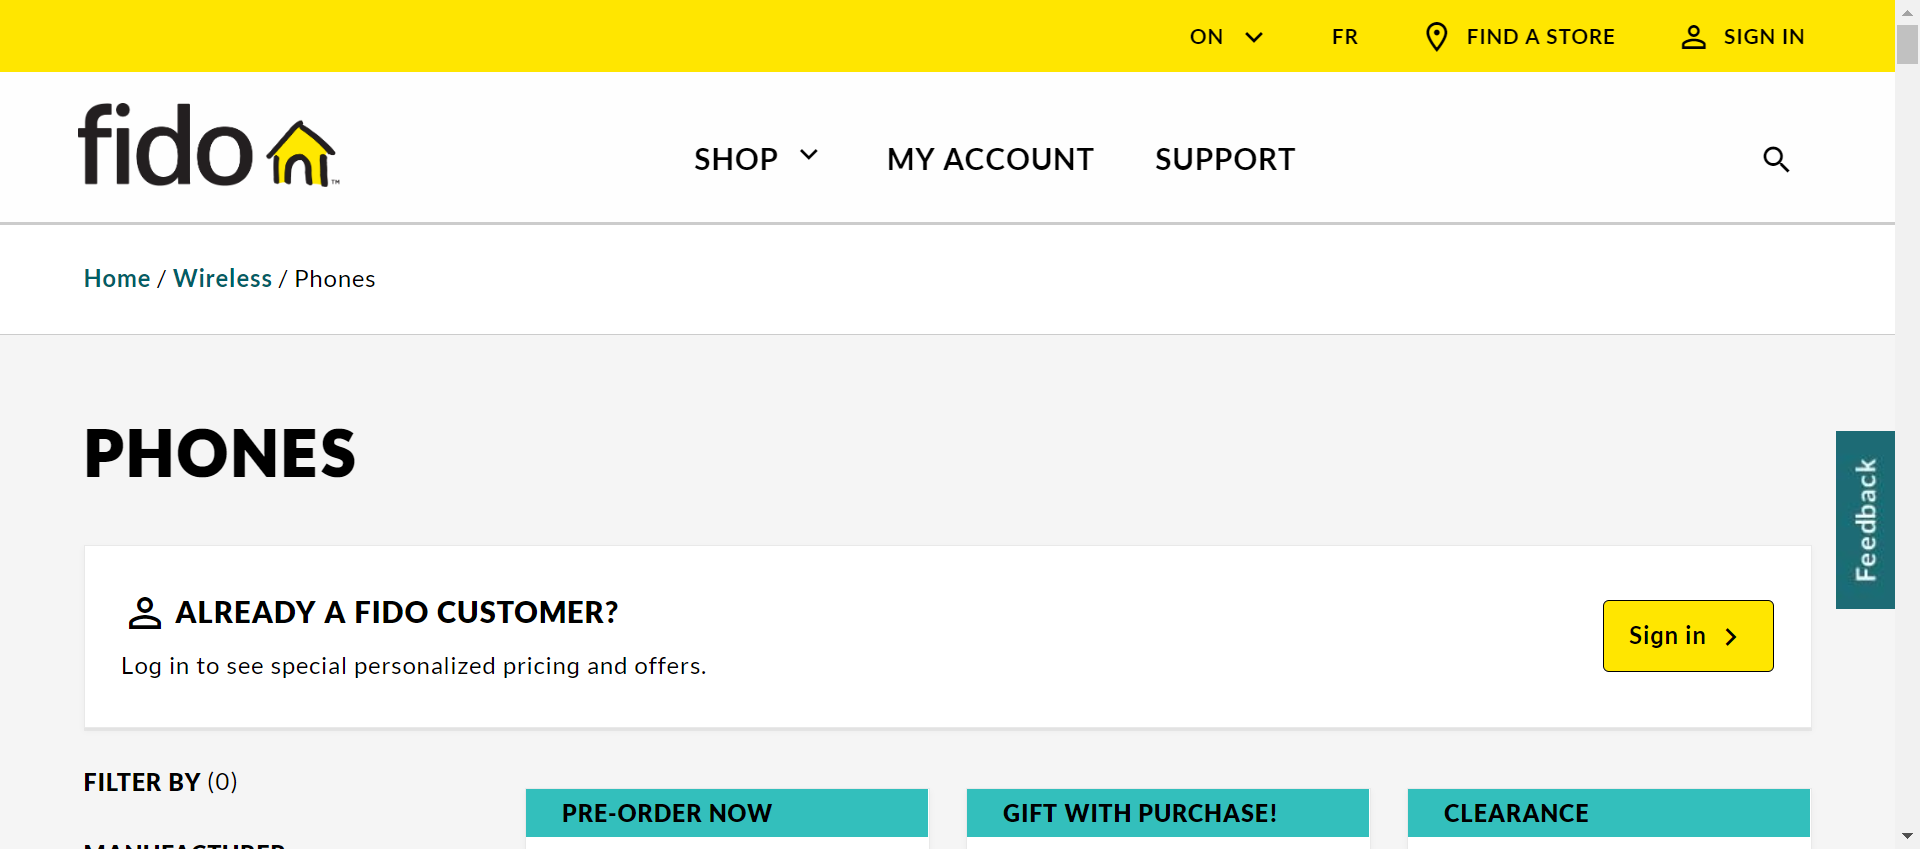 ON FR FIND A STORE SIGN IN
fido ™
SHOP MY ACCOUNT SUPPORT
Home / Wireless / Phones
PHONES
Feedback
ALREADY A FIDO CUSTOMER?
Log in to see special personalized pricing and offers.
Sign in
FILTER BY (0)
PRE-ORDER NOW
GIFT WITH PURCHASE!
CLEARANCE
MANUFACTURER